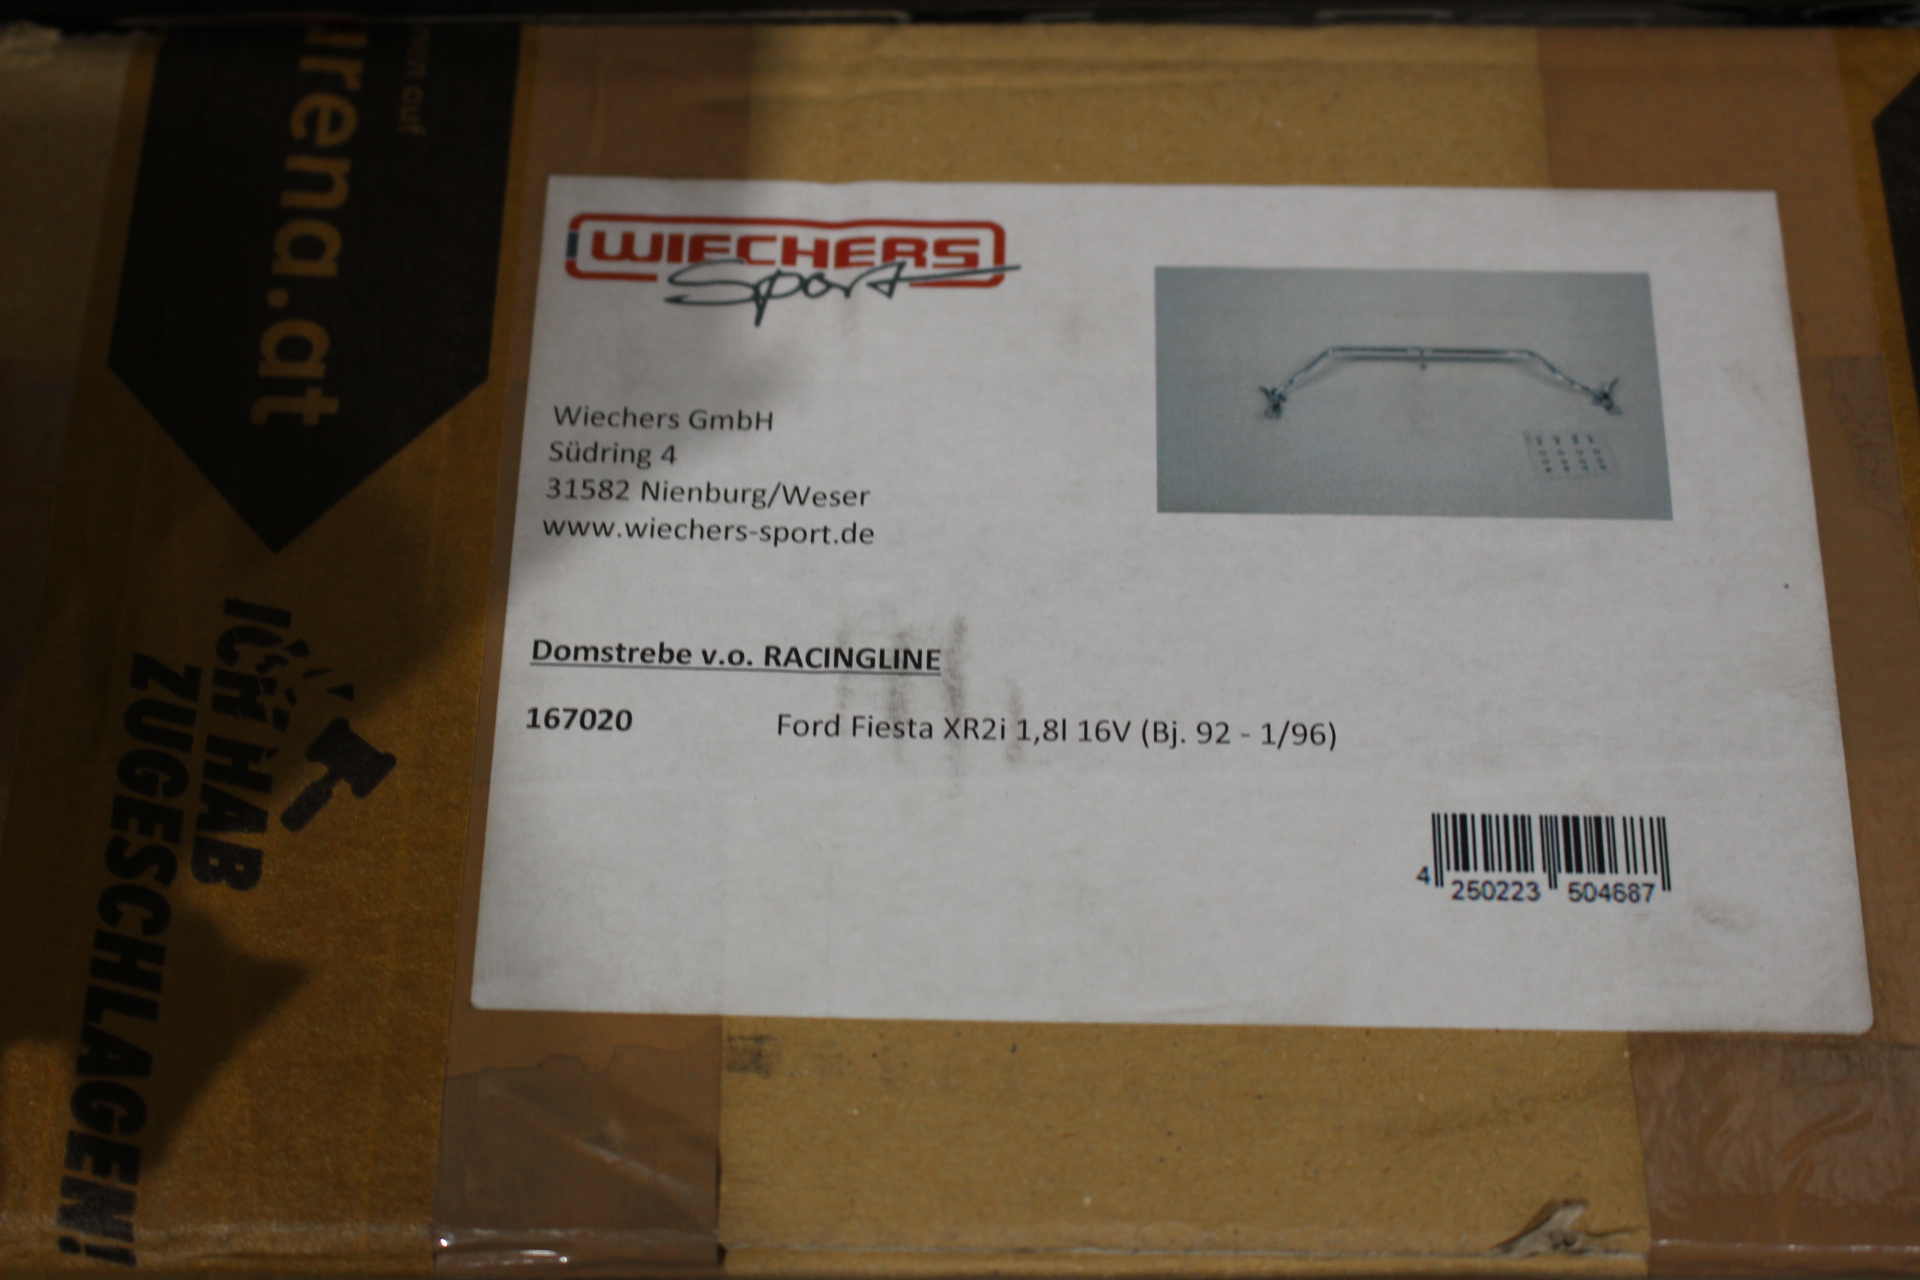 WIECHERS
Sport
Wiechers GmbH
Südring 4
31582 Nienburg/Weser
www.wiechers-sport.de
Domstrebe v.o. RACINGLINE
167020 Ford Fiesta XR2i 1,8l 16V (Bj. 92 - 1/96)
4 250223 504687
urena.at
ICH HAB
ZUGESCHLAGEN!